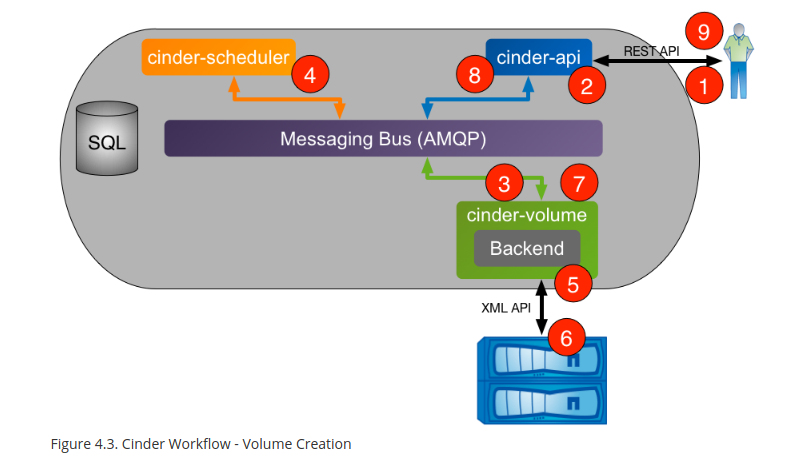 9
REST API
cinder-scheduler
cinder-api
4
8
2
1
SQL
Messaging Bus (AMQP)
3
7
cinder-volume
Backend
5
XML API
6
Figure 4.3. Cinder Workflow - Volume Creation